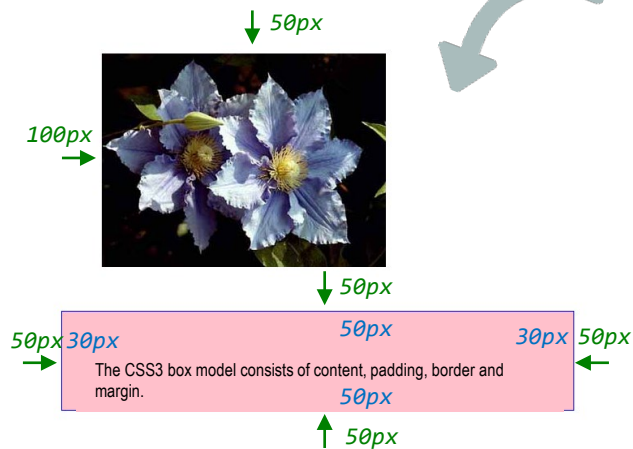 50px
100px
50px
50px
50px 30px
30px 50px
The CSS3 box model consists of content, padding, border and
margin.
50px
50px